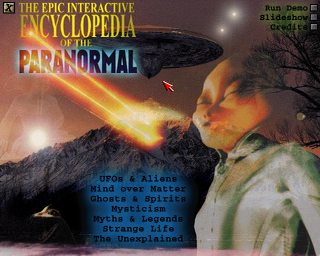 THE EPIC INTERACTIVE
ENCYCLOPEDIA
OF THE
PARANORMAL
Run Demo
Slideshow
Credits
UFOs & Aliens
Mind over Matter
Ghosts & Spirits
Mysticism
Myths & Legends
Strange Life
The Unexplained